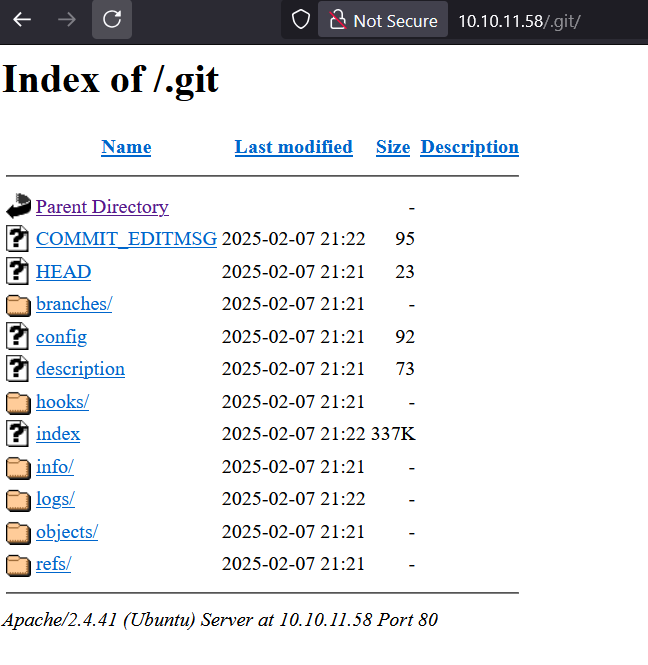 Not Secure 10.10.11.58/.git/
Index of /.git
Name Last modified Size Description
Parent Directory -
COMMIT_EDITMSG 2025-02-07 21:22 95
HEAD 2025-02-07 21:21 23
branches/ 2025-02-07 21:21 -
config 2025-02-07 21:21 92
description 2025-02-07 21:21 73
hooks/ 2025-02-07 21:21 -
index 2025-02-07 21:22 337K
info/ 2025-02-07 21:21 -
logs/ 2025-02-07 21:22 -
objects/ 2025-02-07 21:21 -
refs/ 2025-02-07 21:21 -
Apache/2.4.41 (Ubuntu) Server at 10.10.11.58 Port 80